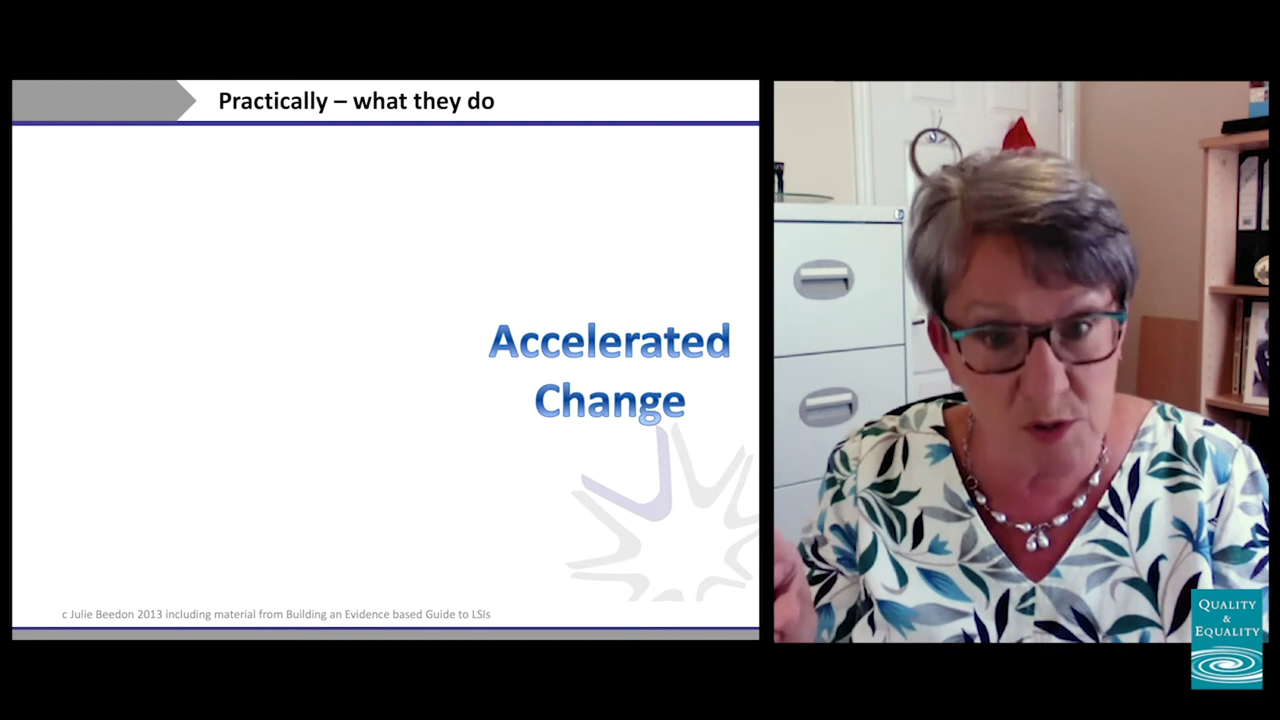 Practically – what they do
Accelerated
Change
c Julie Beedon 2013 including material from Building an Evidence based Guide to LSIs
QUALITY
&
EQUALITY